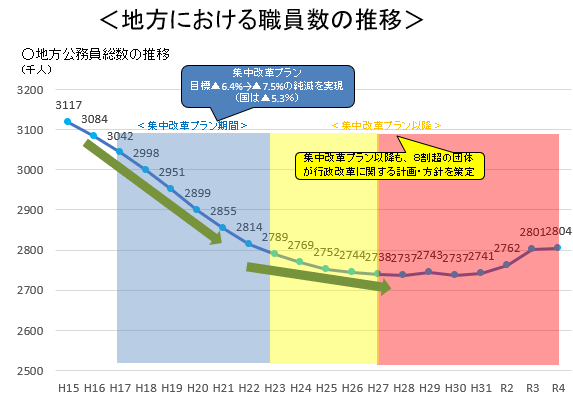 ＜地方における職員数の推移＞
〇地方公務員総数の推移
(千人)
集中改革プラン
目標▲6.4%→▲7.5%の純減を実現
(国は▲5.3%)
＜集中改革プラン期間＞
＜集中改革プラン以降＞
集中改革プラン以降も、8割超の団体
が行政改革に関する計画・方針を策定
3200
3100
3000
2900
2800
2700
2600
2500
3117
3084
3042
2998
2951
2899
2855
2814
2789
2769
2752
2744
2738
2737
2743
2737
2741
2762
2801
2804
H15 H16 H17 H18 H19 H20 H21 H22 H23 H24 H25 H26 H27 H28 H29 H30 H31 R2 R3 R4